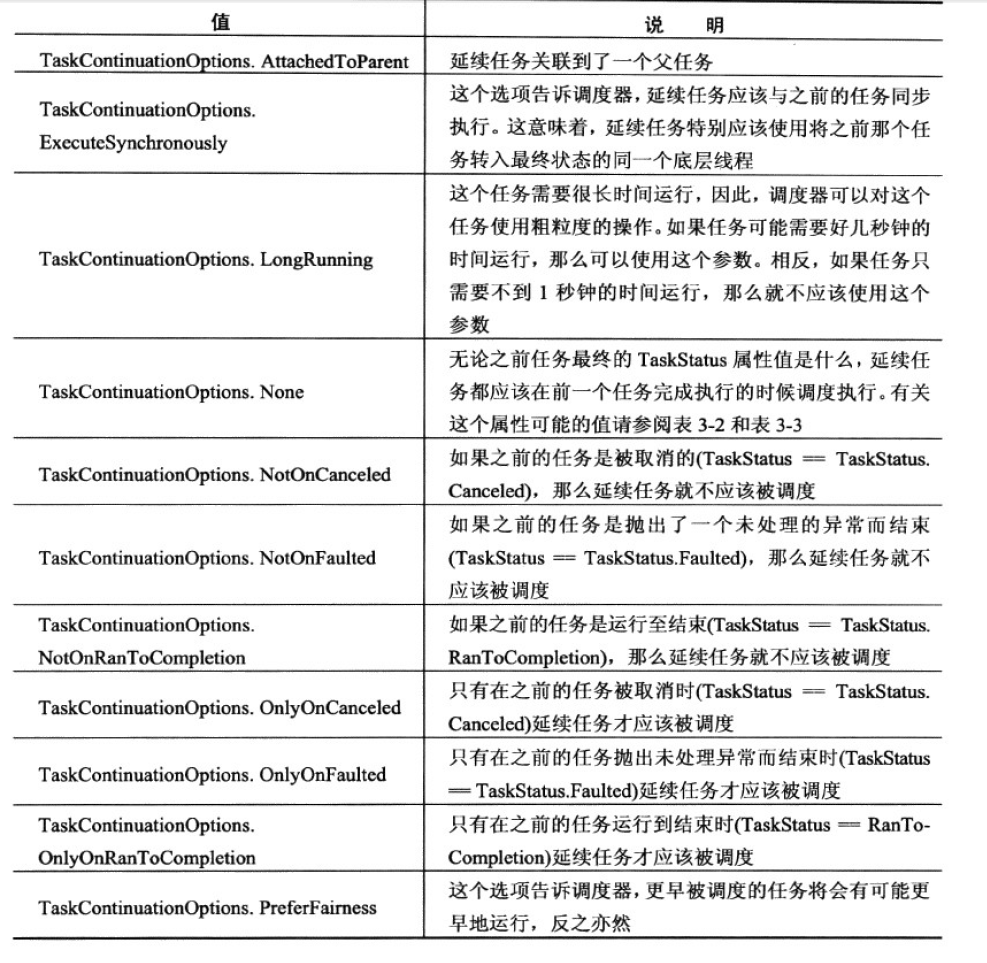 值
说 明
TaskContinuationOptions. AttachedToParent
延续任务关联到了一个父任务
TaskContinuationOptions.
ExecuteSynchronously
这个选项告诉调度器，延续任务应该与之前的任务同步
执行。这意味着，延续任务特别应该使用将之前那个任
务转入最终状态的同一个底层线程
TaskContinuationOptions. LongRunning
这个任务需要很长时间运行，因此，调度器可以对这个
任务使用粗粒度的操作。如果任务可能需要好几秒钟的
时间运行，那么可以使用这个参数。相反，如果任务只
需要不到 1 秒钟的时间运行，那么就不应该使用这个
参数
TaskContinuationOptions. None
无论之前任务最终的 TaskStatus 属性值是什么，延续任
务都应该在前一个任务完成执行的时候调度执行。有关
这个属性可能的值请参阅表 3-2 和表 3-3
TaskContinuationOptions. NotOnCanceled
如果之前的任务是被取消的(TaskStatus == TaskStatus.
Canceled)，那么延续任务就不应该被调度
TaskContinuationOptions. NotOnFaulted
如果之前的任务是抛出了一个未处理的异常而结束
(TaskStatus == TaskStatus.Faulted)，那么延续任务就不
应该被调度
TaskContinuationOptions.
NotOnRanToCompletion
如果之前的任务是运行至结束(TaskStatus == TaskStatus.
RanToCompletion)，那么延续任务就不应该被调度
TaskContinuationOptions. OnlyOnCanceled
只有在之前的任务被取消时(TaskStatus == TaskStatus.
Canceled)延续任务才应该被调度
TaskContinuationOptions. OnlyOnFaulted
只有在之前的任务抛出未处理异常而结束时(TaskStatus
== TaskStatus.Faulted)延续任务才应该被调度
TaskContinuationOptions.
OnlyOnRanToCompletion
只有在之前的任务运行到结束时(TaskStatus == RanTo-
Completion)延续任务才应该被调度
TaskContinuationOptions. PreferFairness
这个选项告诉调度器，更早被调度的任务将会有可能更
早地运行，反之亦然